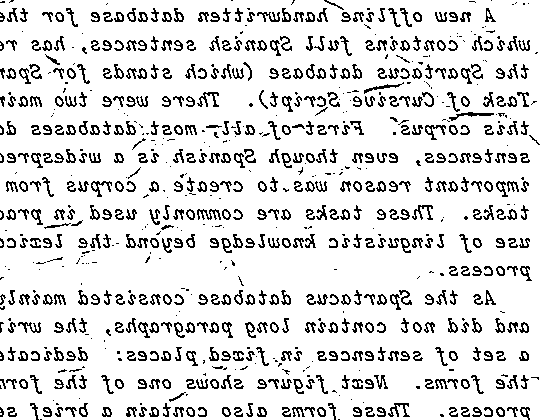 A new offline handwritten database for the
which contains full Spanish sentences, has re
the Spartacus database (which stands for Span
Task of Cursive Script). There were two main
this corpus. First of all, most databases do
sentences, even though Spanish is a widesprea
important reason was to create a corpus from
tasks. These tasks are commonly used in prac
use of linguistic knowledge beyond the lexica
process.
As the Spartacus database consisted mainly
and did not contain long paragraphs, the writ
a set of sentences in fixed places: dedicate
the forms. Next figure shows one of the form
process. These forms also contain a brief se